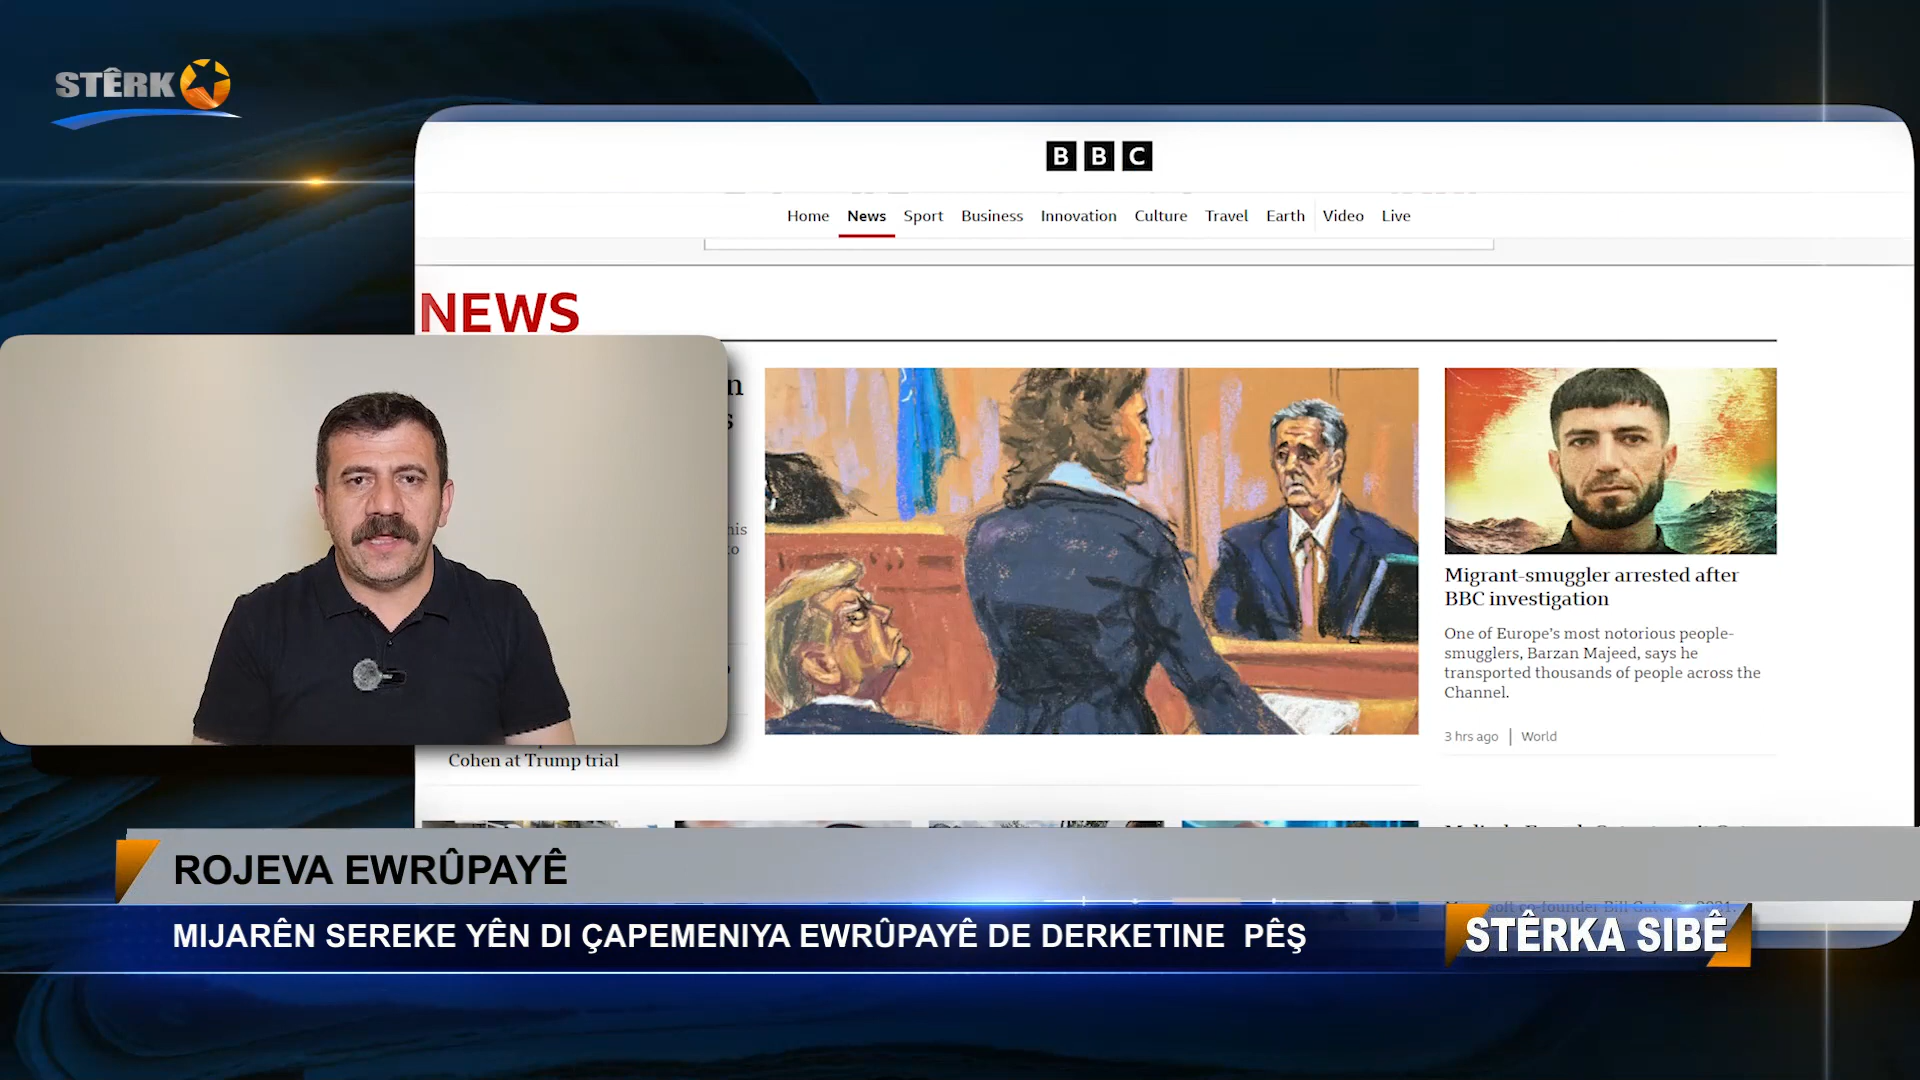 STÊRK
BBC
Home News Sport Business Innovation Culture Travel Earth Video Live
NEWS
Cohen at Trump trial
Migrant-smuggler arrested after
BBC investigation
One of Europe's most notorious people-
smugglers, Barzan Majeed, says he
transported thousands of people across the
Channel.
3 hrs ago | World
ROJEVA EWRÛPAYÊ
MIJARÊN SEREKE YÊN DI ÇAPEMENIYA EWRÛPAYÊ DE DERKETINE PÊŞ
STÊRKA SIBÊ